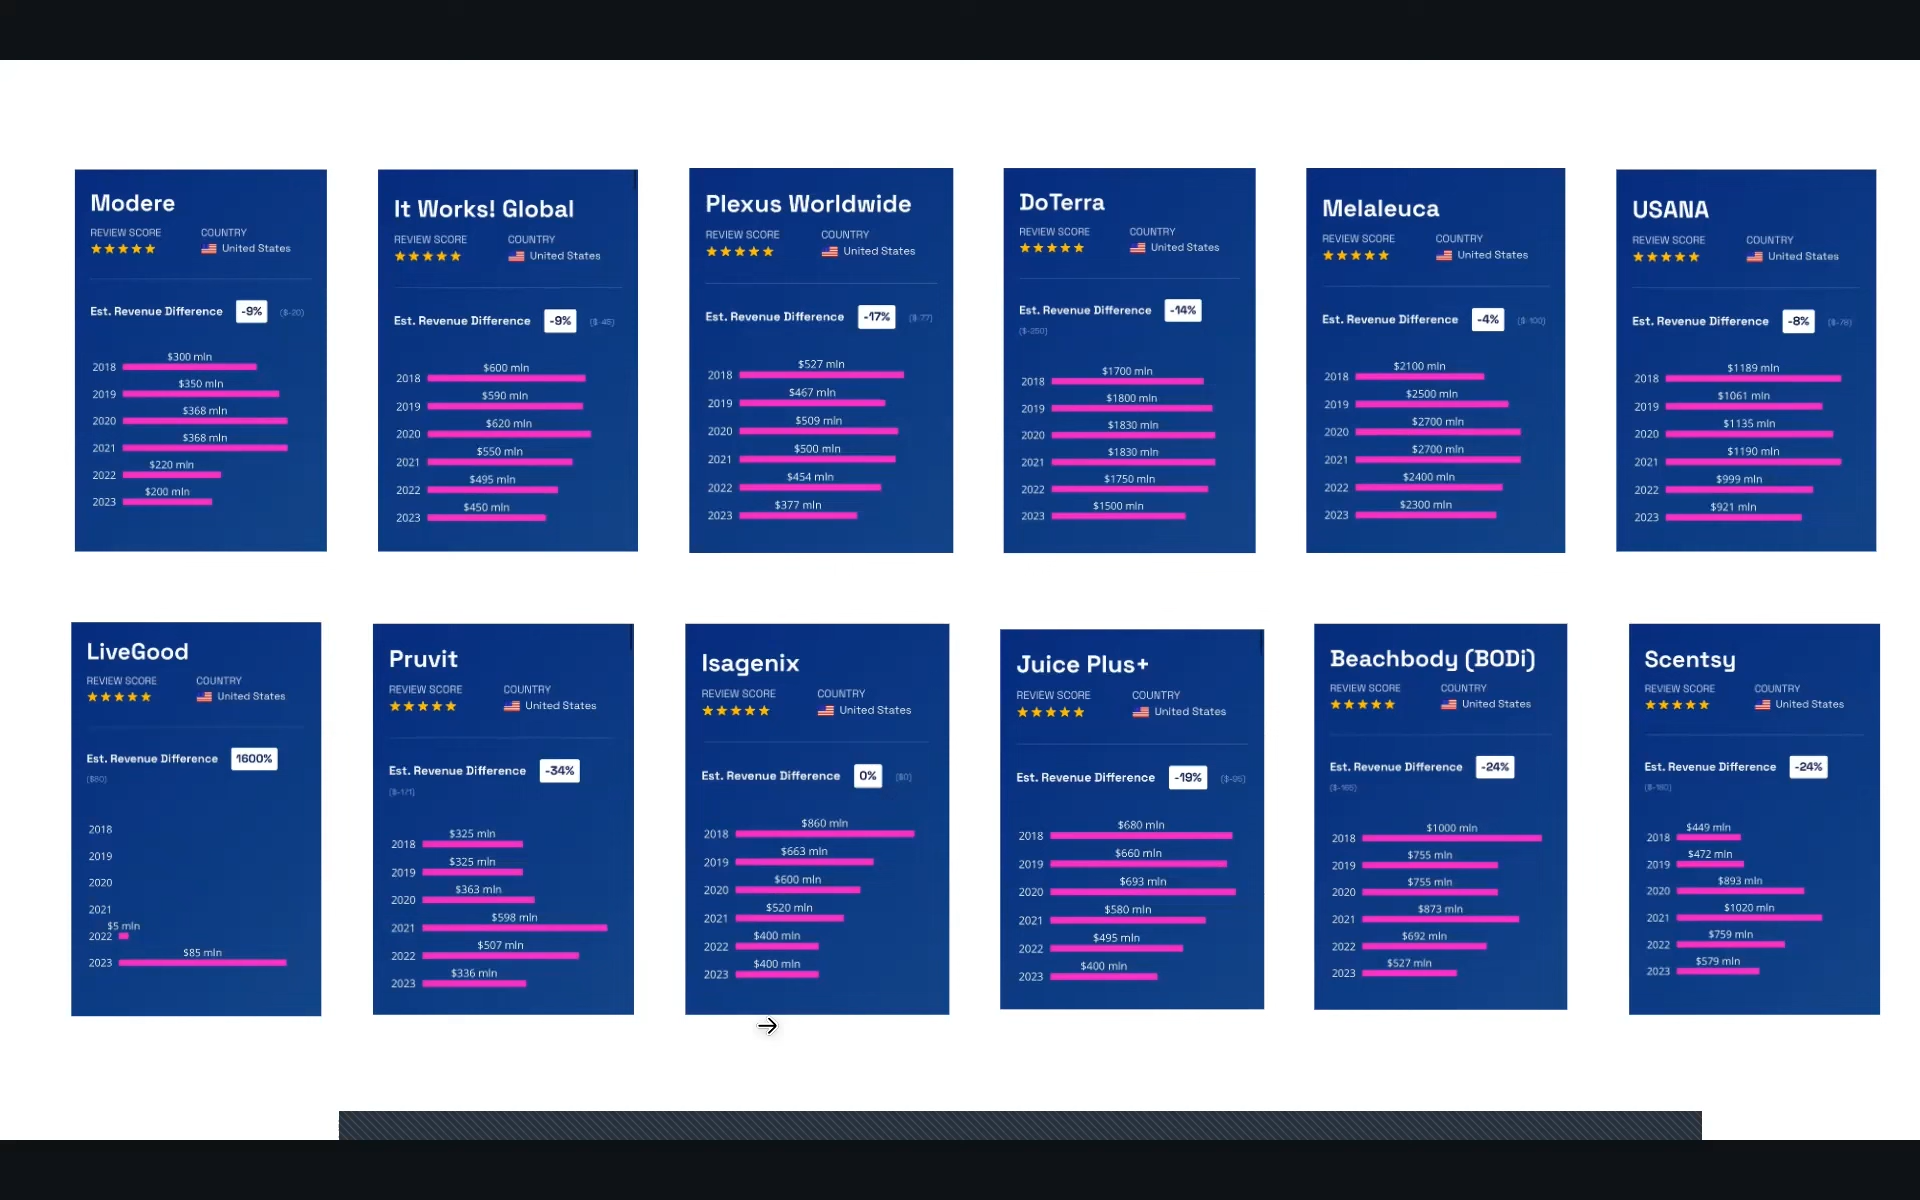 Modere
REVIEW SCORE COUNTRY
United States
Est. Revenue Difference -9% ($-20)
$300 mln
2018
$350 mln
2019
$368 mln
2020
$368 mln
2021
$220 mln
2022
$200 mln
2023
It Works! Global
REVIEW SCORE COUNTRY
United States
Est. Revenue Difference -9% ($-45)
$600 mln
2018
$590 mln
2019
$620 mln
2020
$550 mln
2021
$495 mln
2022
$450 mln
2023
Plexus Worldwide
REVIEW SCORE COUNTRY
United States
Est. Revenue Difference -17% ($-77)
$527 mln
2018
$467 mln
2019
$509 mln
2020
$500 mln
2021
$454 mln
2022
$377 mln
2023
DoTerra
REVIEW SCORE COUNTRY
United States
Est. Revenue Difference -14%
($-250)
$1700 mln
2018
$1800 mln
2019
$1830 mln
2020
$1830 mln
2021
$1750 mln
2022
$1500 mln
2023
Melaleuca
REVIEW SCORE COUNTRY
United States
Est. Revenue Difference -4% ($-100)
$2100 mln
2018
$2500 mln
2019
$2700 mln
2020
$2700 mln
2021
$2400 mln
2022
$2300 mln
2023
USANA
REVIEW SCORE COUNTRY
United States
Est. Revenue Difference -8% ($-78)
$1189 mln
2018
$1061 mln
2019
$1135 mln
2020
$1190 mln
2021
$999 mln
2022
$921 mln
2023
LiveGood
REVIEW SCORE COUNTRY
United States
Est. Revenue Difference 1600%
($80)
2018
2019
2020
2021
$5 mln
2022
$85 mln
2023
Pruvit
REVIEW SCORE COUNTRY
United States
Est. Revenue Difference -34%
($-171)
$325 mln
2018
$325 mln
2019
$363 mln
2020
$598 mln
2021
$507 mln
2022
$336 mln
2023
Isagenix
REVIEW SCORE COUNTRY
United States
Est. Revenue Difference 0% ($0)
$860 mln
2018
$663 mln
2019
$600 mln
2020
$520 mln
2021
$400 mln
2022
$400 mln
2023
Juice Plus+
REVIEW SCORE COUNTRY
United States
Est. Revenue Difference -19% ($-95)
$680 mln
2018
$660 mln
2019
$693 mln
2020
$580 mln
2021
$495 mln
2022
$400 mln
2023
Beachbody (BODi)
REVIEW SCORE COUNTRY
United States
Est. Revenue Difference -24%
($-165)
$1000 mln
2018
$755 mln
2019
$755 mln
2020
$873 mln
2021
$692 mln
2022
$527 mln
2023
Scentsy
REVIEW SCORE COUNTRY
United States
Est. Revenue Difference -24%
($-180)
$449 mln
2018
$472 mln
2019
$893 mln
2020
$1020 mln
2021
$759 mln
2022
$579 mln
2023